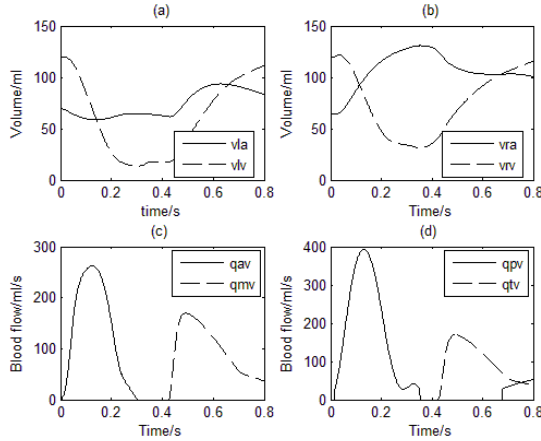 (a)
(b)
150
100
50
0
Volume/ml
vla
vlv
0 0.2 0.4 0.6 0.8
time/s
150
100
50
0
Volume/ml
vra
vrv
0 0.2 0.4 0.6 0.8
Time/s
(c)
(d)
300
200
100
0
Blood flow/ml/s
qav
qmv
0 0.2 0.4 0.6 0.8
Time/s
400
300
200
100
0
Blood flow/ml/s
qpv
qtv
0 0.2 0.4 0.6 0.8
Time/s